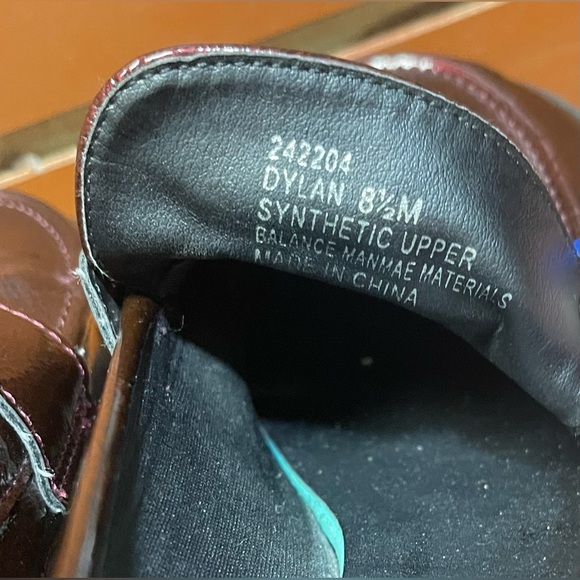 242204
DYLAN 8½M
SYNTHETIC UPPER
BALANCE MANMAE MATERIALS
MADE IN CHINA